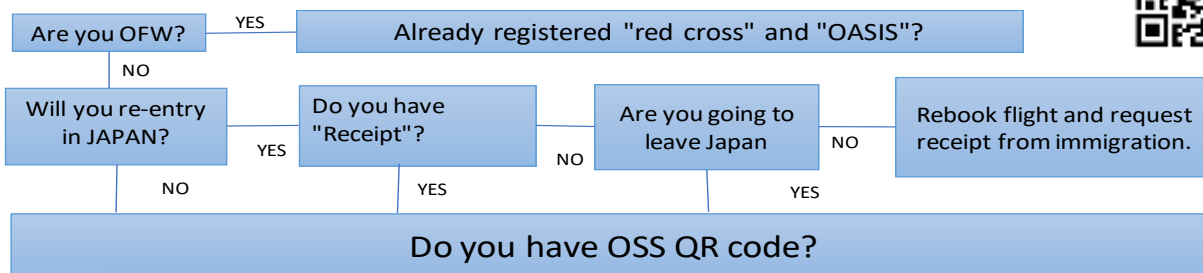 Are you OFW?
YES
Already registered "red cross" and "OASIS"?
NO
Will you re-entry
in JAPAN?
YES
Do you have
"Receipt"?
NO
Are you going to
leave Japan
NO
Rebook flight and request
receipt from immigration.
NO
YES
YES
Do you have OSS QR code?